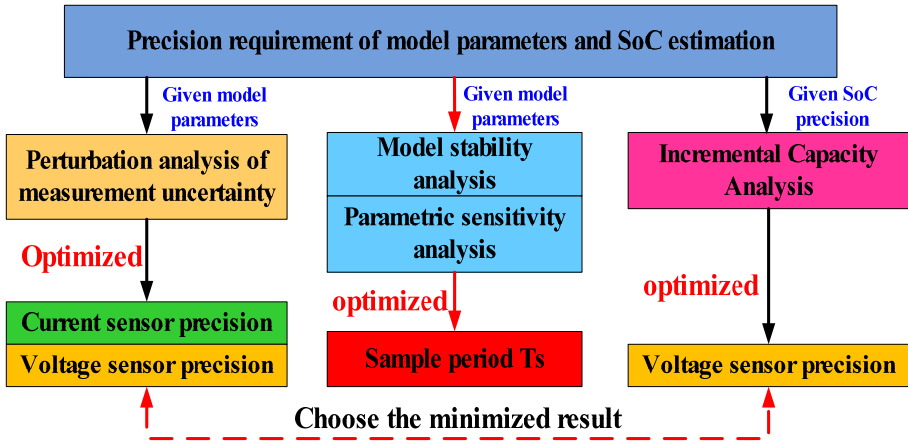 Precision requirement of model parameters and SoC estimation
Given model
parameters
Given model
parameters
Given SoC
precision
Perturbation analysis of
measurement uncertainty
Model stability
analysis
Parametric sensitivity
analysis
Incremental Capacity
Analysis
Optimized
optimized
optimized
Current sensor precision
Voltage sensor precision
Sample period Ts
Voltage sensor precision
Choose the minimized result